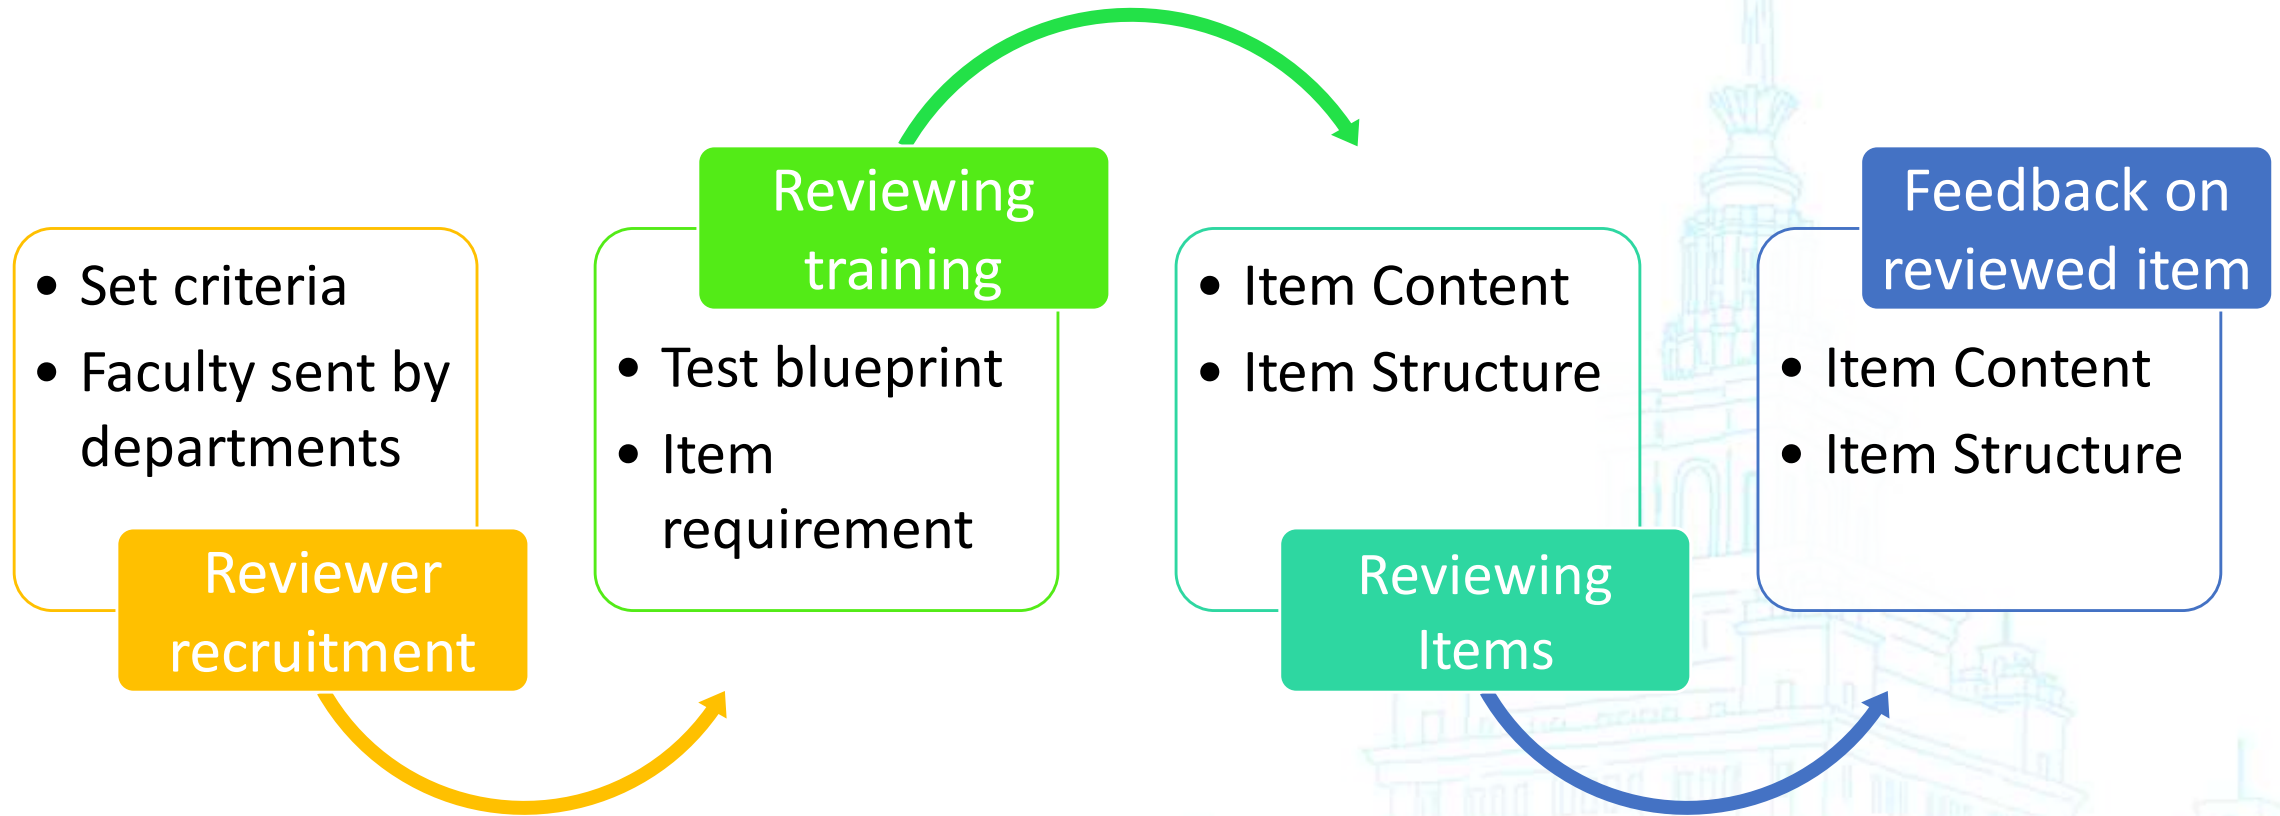 • Set criteria
• Faculty sent by
departments
Reviewer
recruitment
Reviewing
training
• Test blueprint
• Item
requirement
• Item Content
• Item Structure
Reviewing
Items
Feedback on
reviewed item
• Item Content
• Item Structure